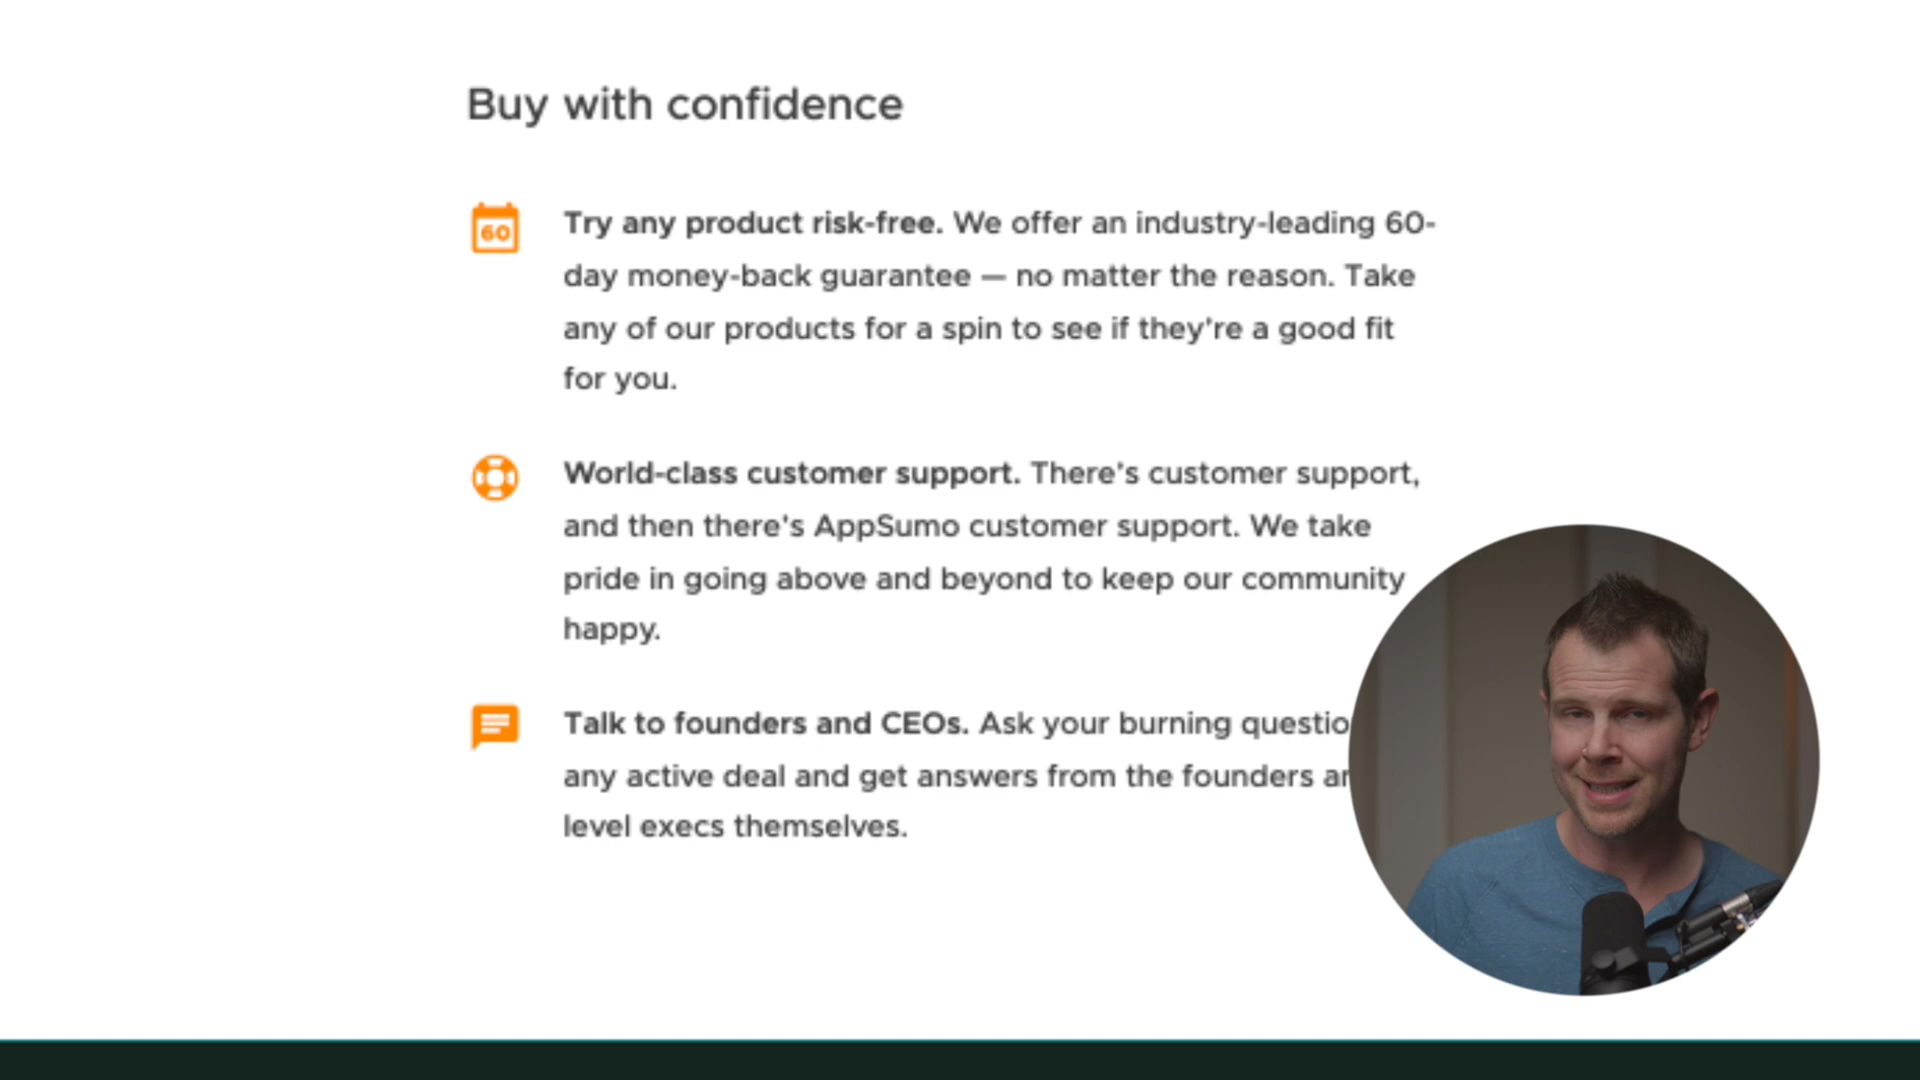 Buy with confidence
60
Try any product risk-free. We offer an industry-leading 60-
day money-back guarantee — no matter the reason. Take
any of our products for a spin to see if they're a good fit
for you.
World-class customer support. There's customer support,
and then there's AppSumo customer support. We take
pride in going above and beyond to keep our community
happy.
Talk to founders and CEOs. Ask your burning
any active deal and get answers from the founders
level execs themselves.